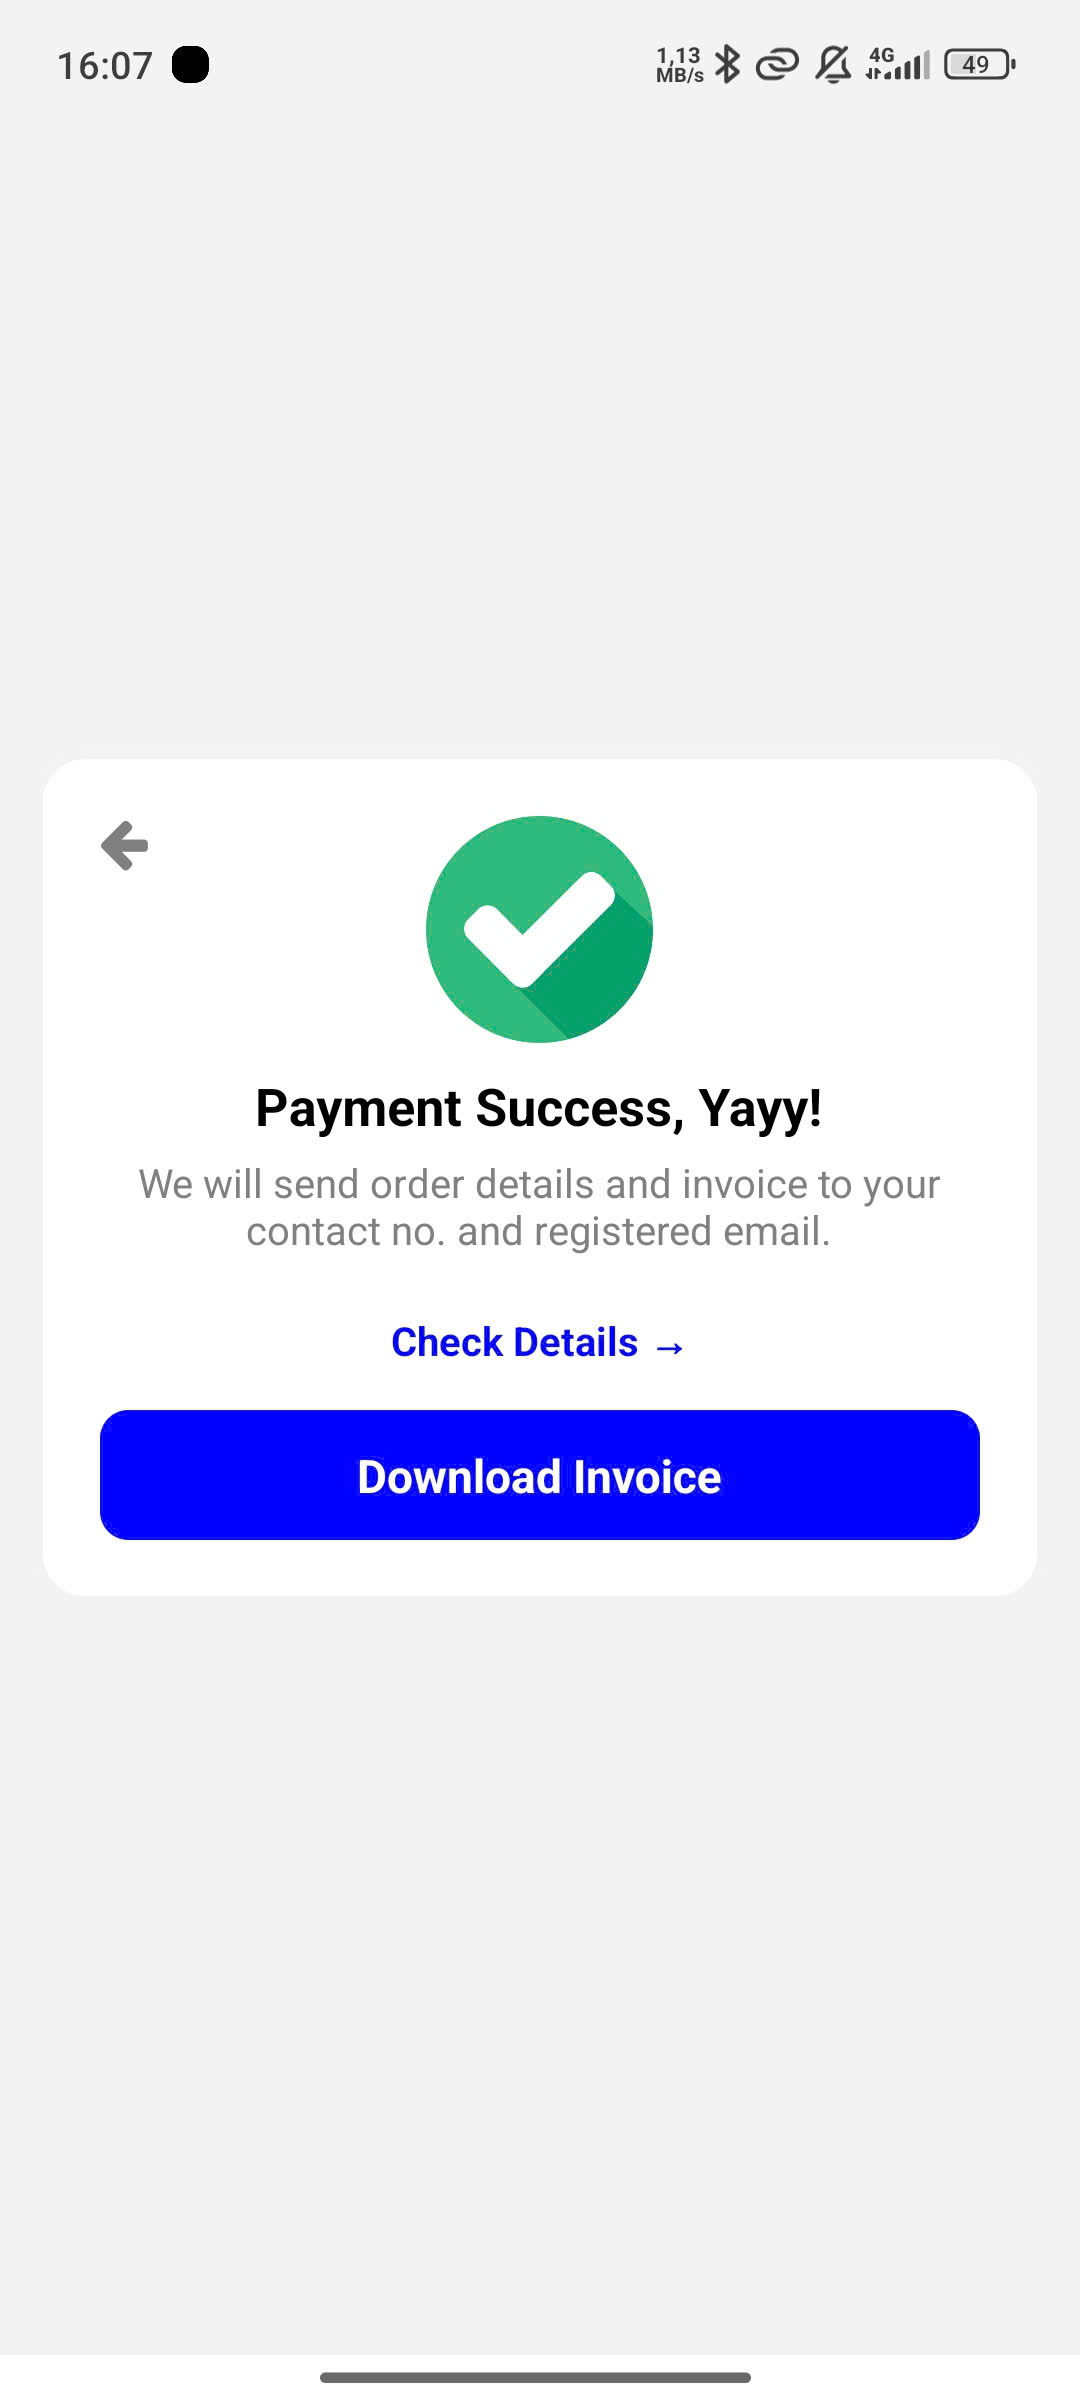 16:07
1,13
MB/s
4G
49
Payment Success, Yayy!
We will send order details and invoice to your
contact no. and registered email.
Check Details →
Download Invoice